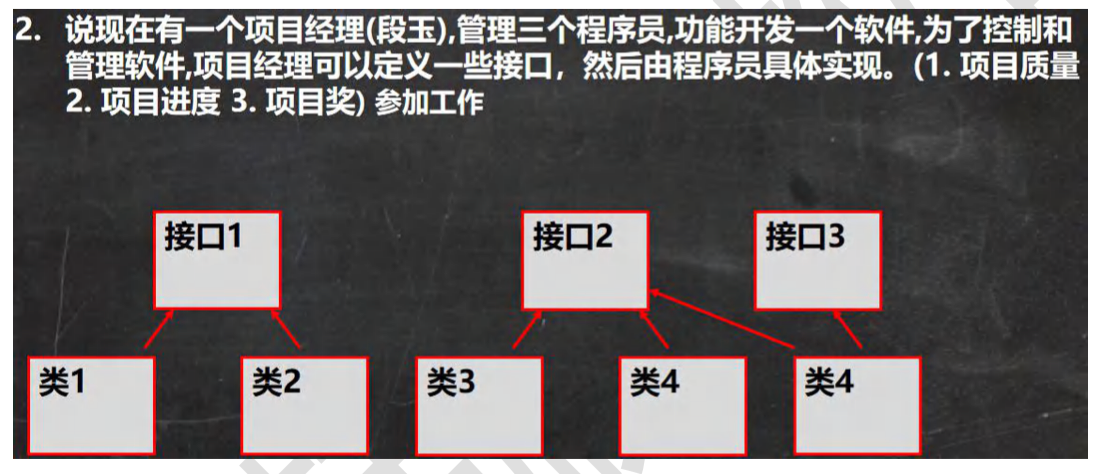 2. 说现在有一个项目经理(段玉),管理三个程序员,功能开发一个软件,为了控制和
管理软件,项目经理可以定义一些接口，然后由程序员具体实现。(1. 项目质量
2. 项目进度 3. 项目奖) 参加工作
接口1
接口2
接口3
类1
类2
类3
类4
类4